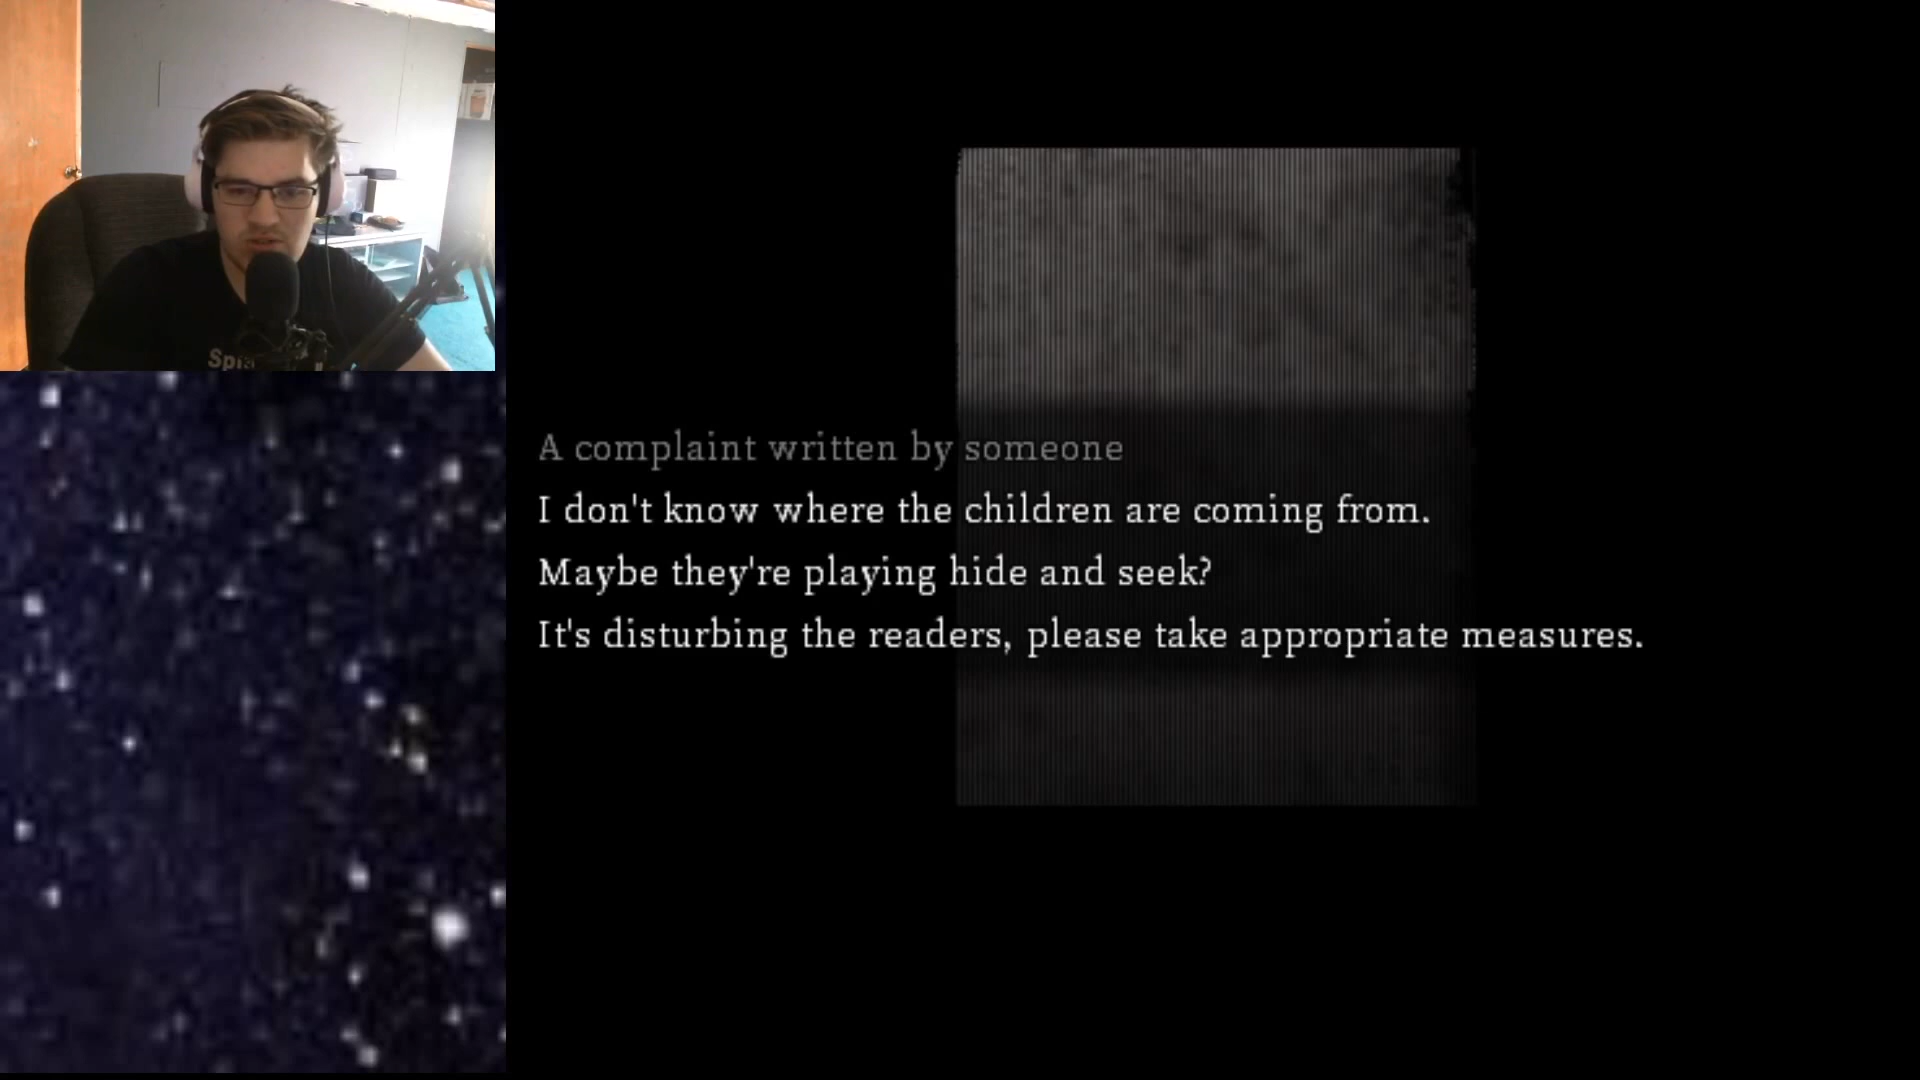 A complaint written by someone
I don't know where the children are coming from.
Maybe they're playing hide and seek?
It's disturbing the readers, please take appropriate measures.